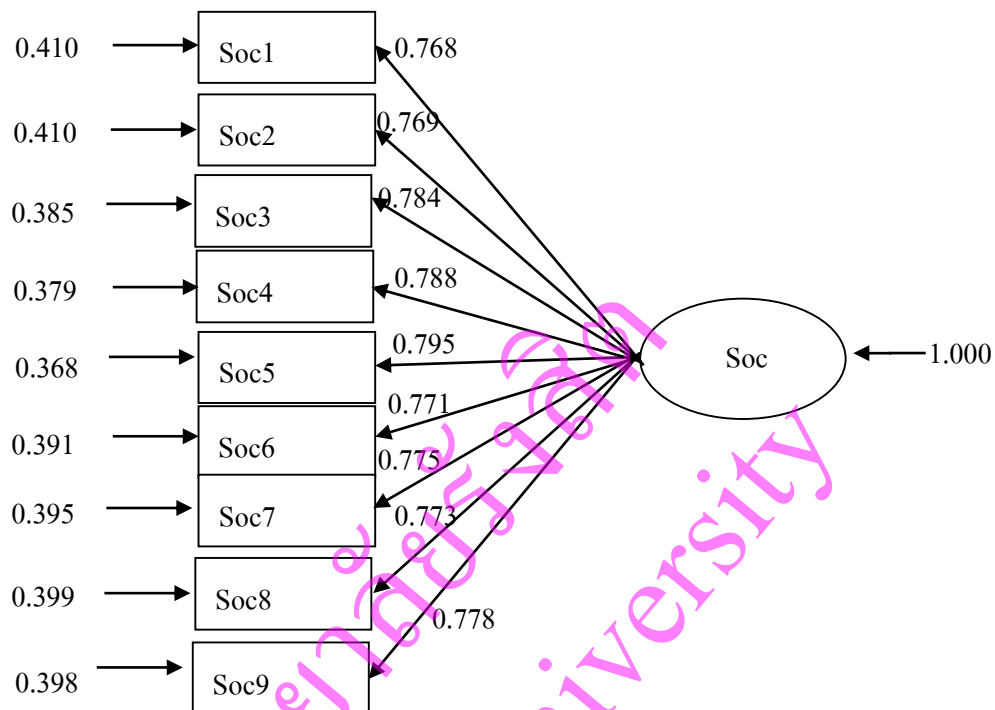 0.410 Soc1 0.768
0.410 Soc2 0.769
0.385 Soc3 0.784
0.379 Soc4 0.788
0.368 Soc5 0.795
Soc 1.000
0.391 Soc6 0.771
0.395 Soc7 0.775
0.399 Soc8 0.773
0.398 Soc9 0.778